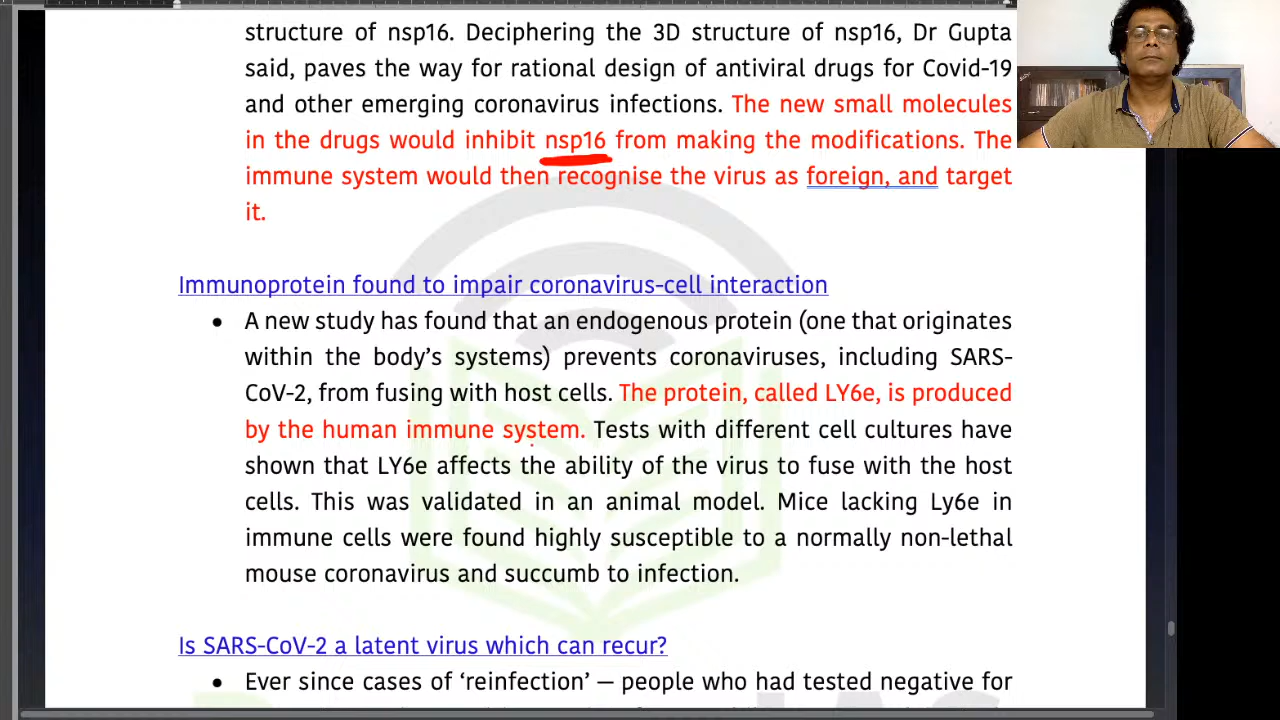 structure of nsp16. Deciphering the 3D structure of nsp16, Dr Gupta
said, paves the way for rational design of antiviral drugs for Covid-19
and other emerging coronavirus infections. The new small molecules
in the drugs would inhibit nsp16 from making the modifications. The
immune system would then recognise the virus as foreign, and target
it.
Immunoprotein found to impair coronavirus-cell interaction
• A new study has found that an endogenous protein (one that originates
within the body's systems) prevents coronaviruses, including SARS-
CoV-2, from fusing with host cells. The protein, called LY6e, is produced
by the human immune system. Tests with different cell cultures have
shown that LY6e affects the ability of the virus to fuse with the host
cells. This was validated in an animal model. Mice lacking Ly6e in
immune cells were found highly susceptible to a normally non-lethal
mouse coronavirus and succumb to infection.
Is SARS-CoV-2 a latent virus which can recur?
• Ever since cases of 'reinfection' — people who had tested negative for